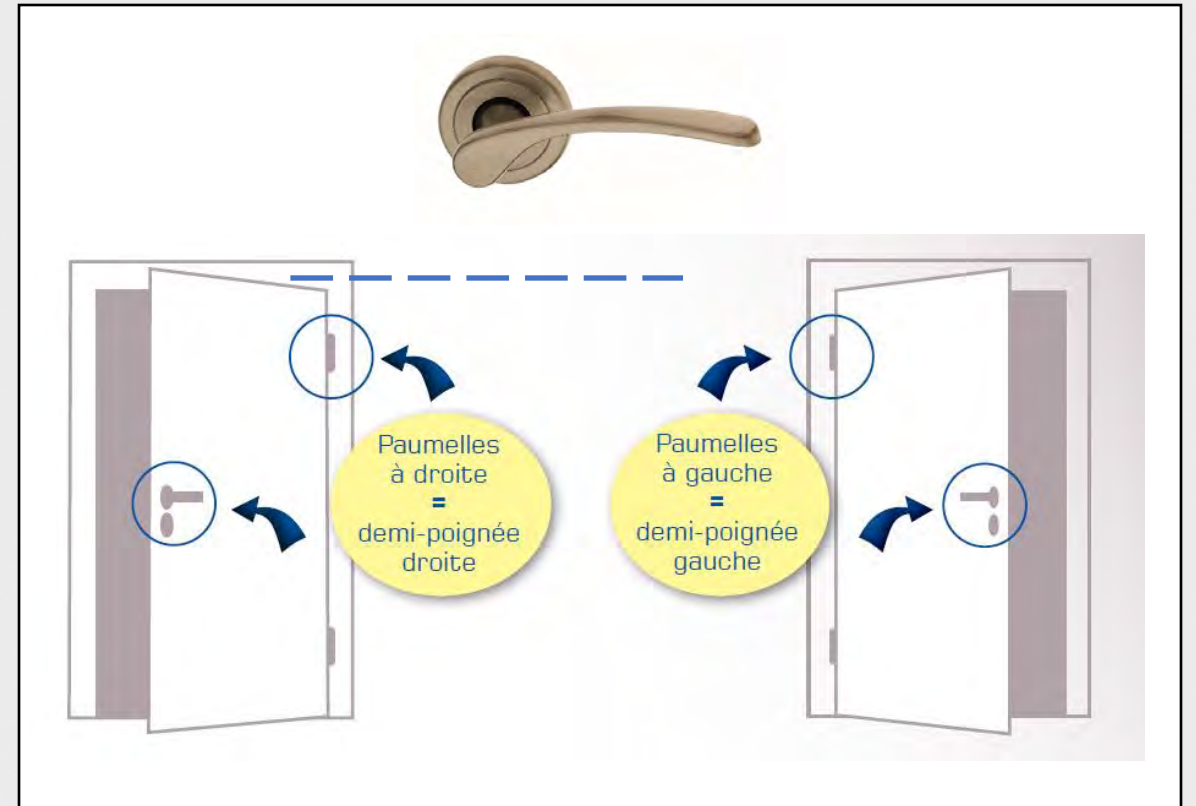 Paumelles
à droite
=
demi-poignée
droite
Paumelles
à gauche
=
demi-poignée
gauche